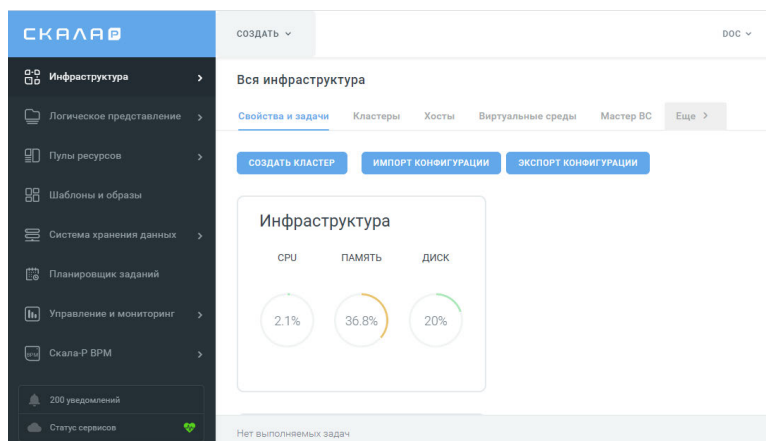 СКАЛА Р
СОЗДАТЬ
DOC
Инфраструктура
Логическое представление
Пулы ресурсов
Шаблоны и образы
Система хранения данных
Планировщик заданий
Управление и мониторинг
BPM
Скала-Р ВРМ
200 уведомлений
Статус сервисов
Вся инфраструктура
Свойства и задачи Кластеры Хосты Виртуальные среды Мастер ВС Еще
СОЗДАТЬ КЛАСТЕР ИМПОРТ КОНФИГУРАЦИИ ЭКСПОРТ КОНФИГУРАЦИИ
Инфраструктура
CPU ПАМЯТЬ ДИСК
2.1% 36.8% 20%
Нет выполняемых задач